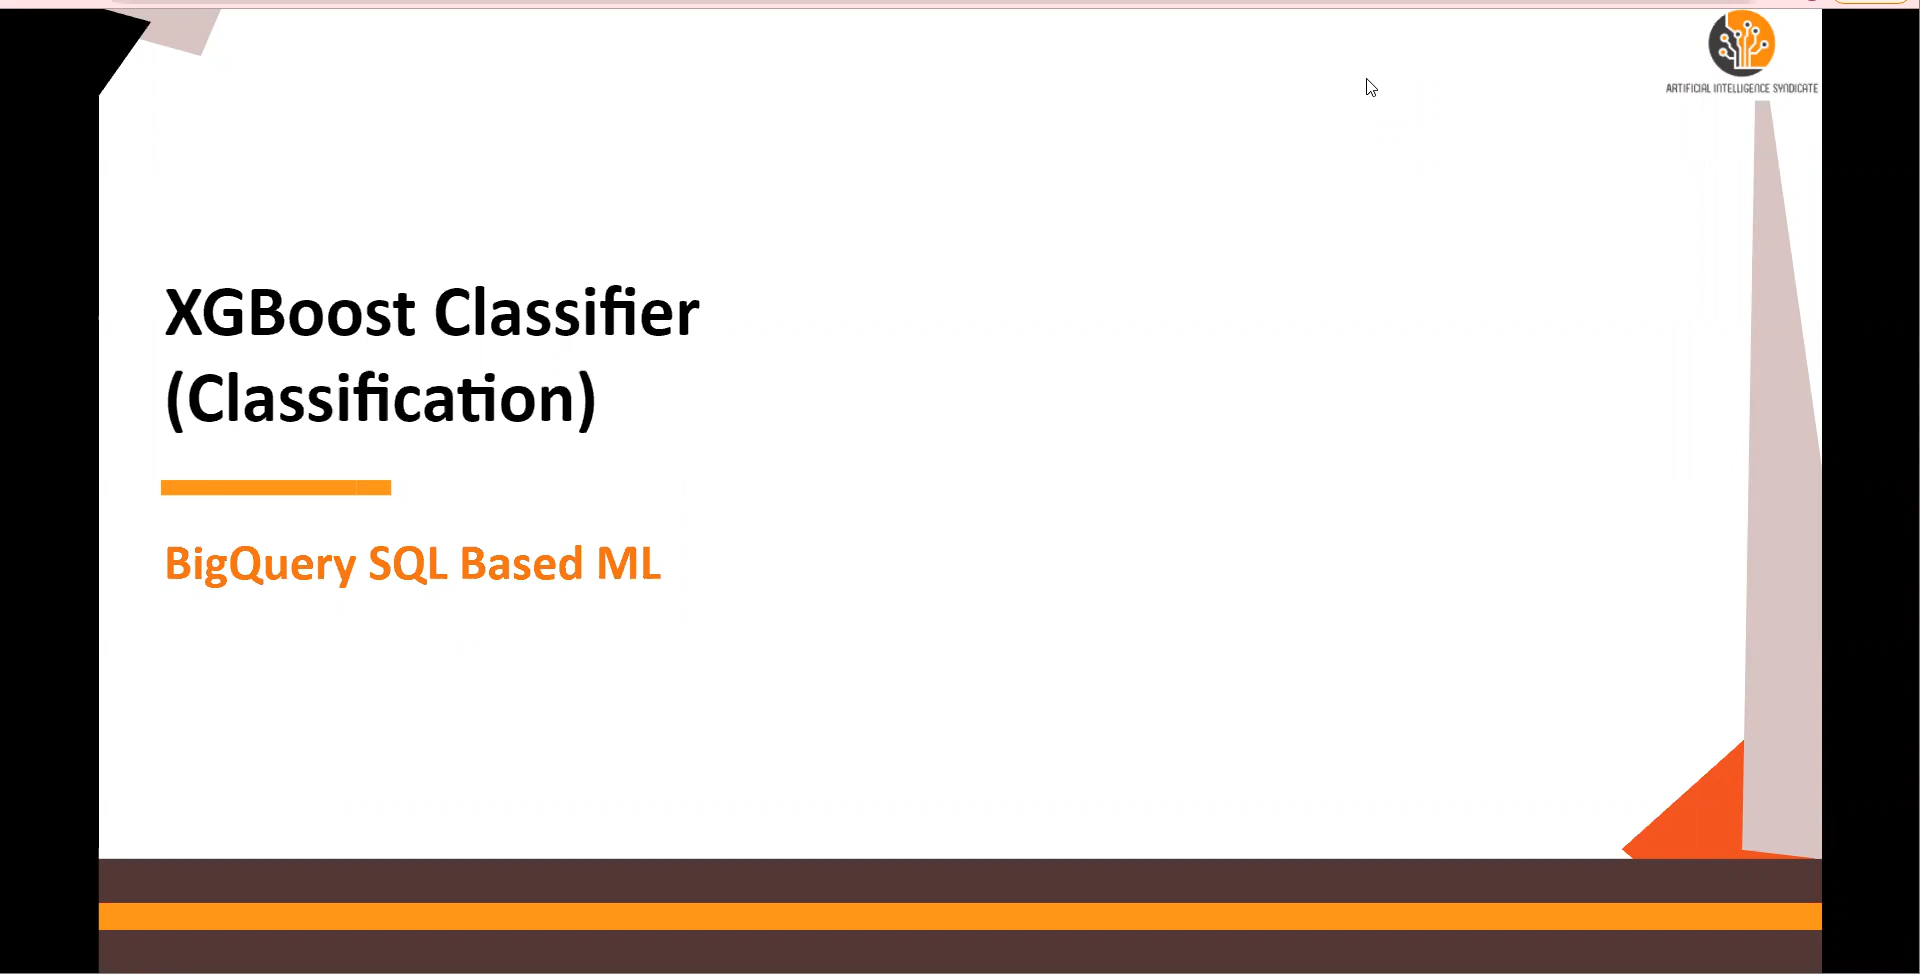 ARTIFICIAL INTELLIGENCE SYNDICATE
XGBoost Classifier
(Classification)
BigQuery SQL Based ML